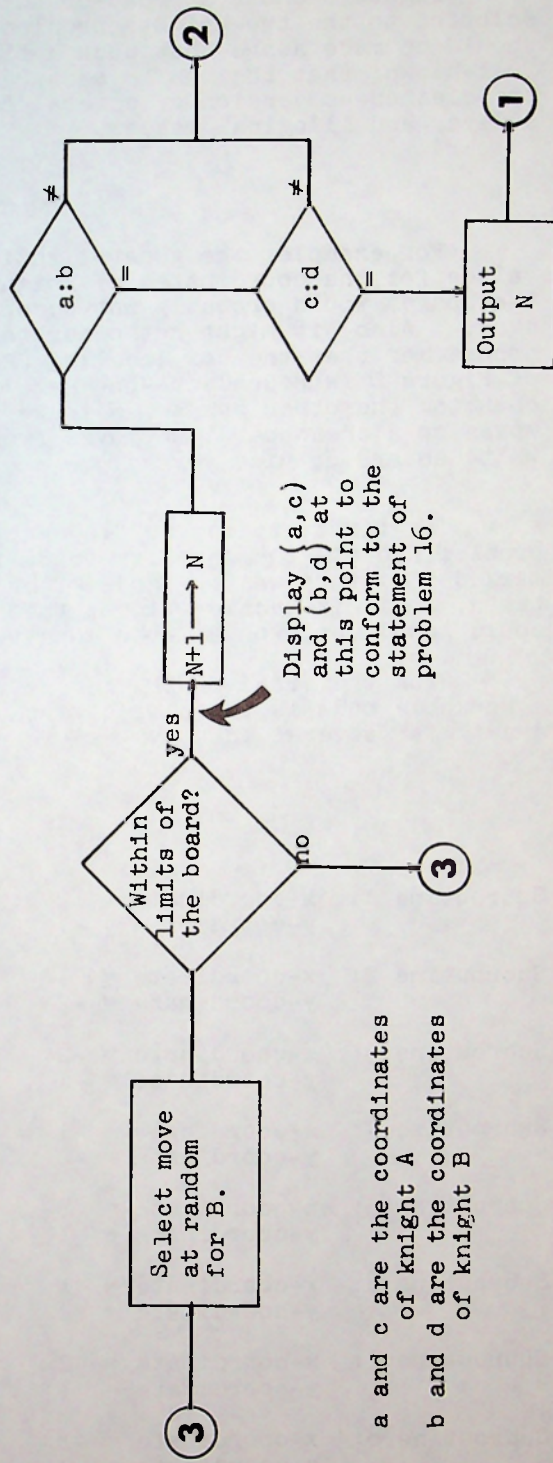 3
Select move
at random
for B.
Within
limits of
the board?
yes
no
3
N+1 → N
Display (a,c)
and (b,d) at
this point to
conform to the
statement of
problem 16.
a:b
≠
=
c:d
≠
=
2
Output
N
1
a and c are the coordinates
of knight A
b and d are the coordinates
of knight B